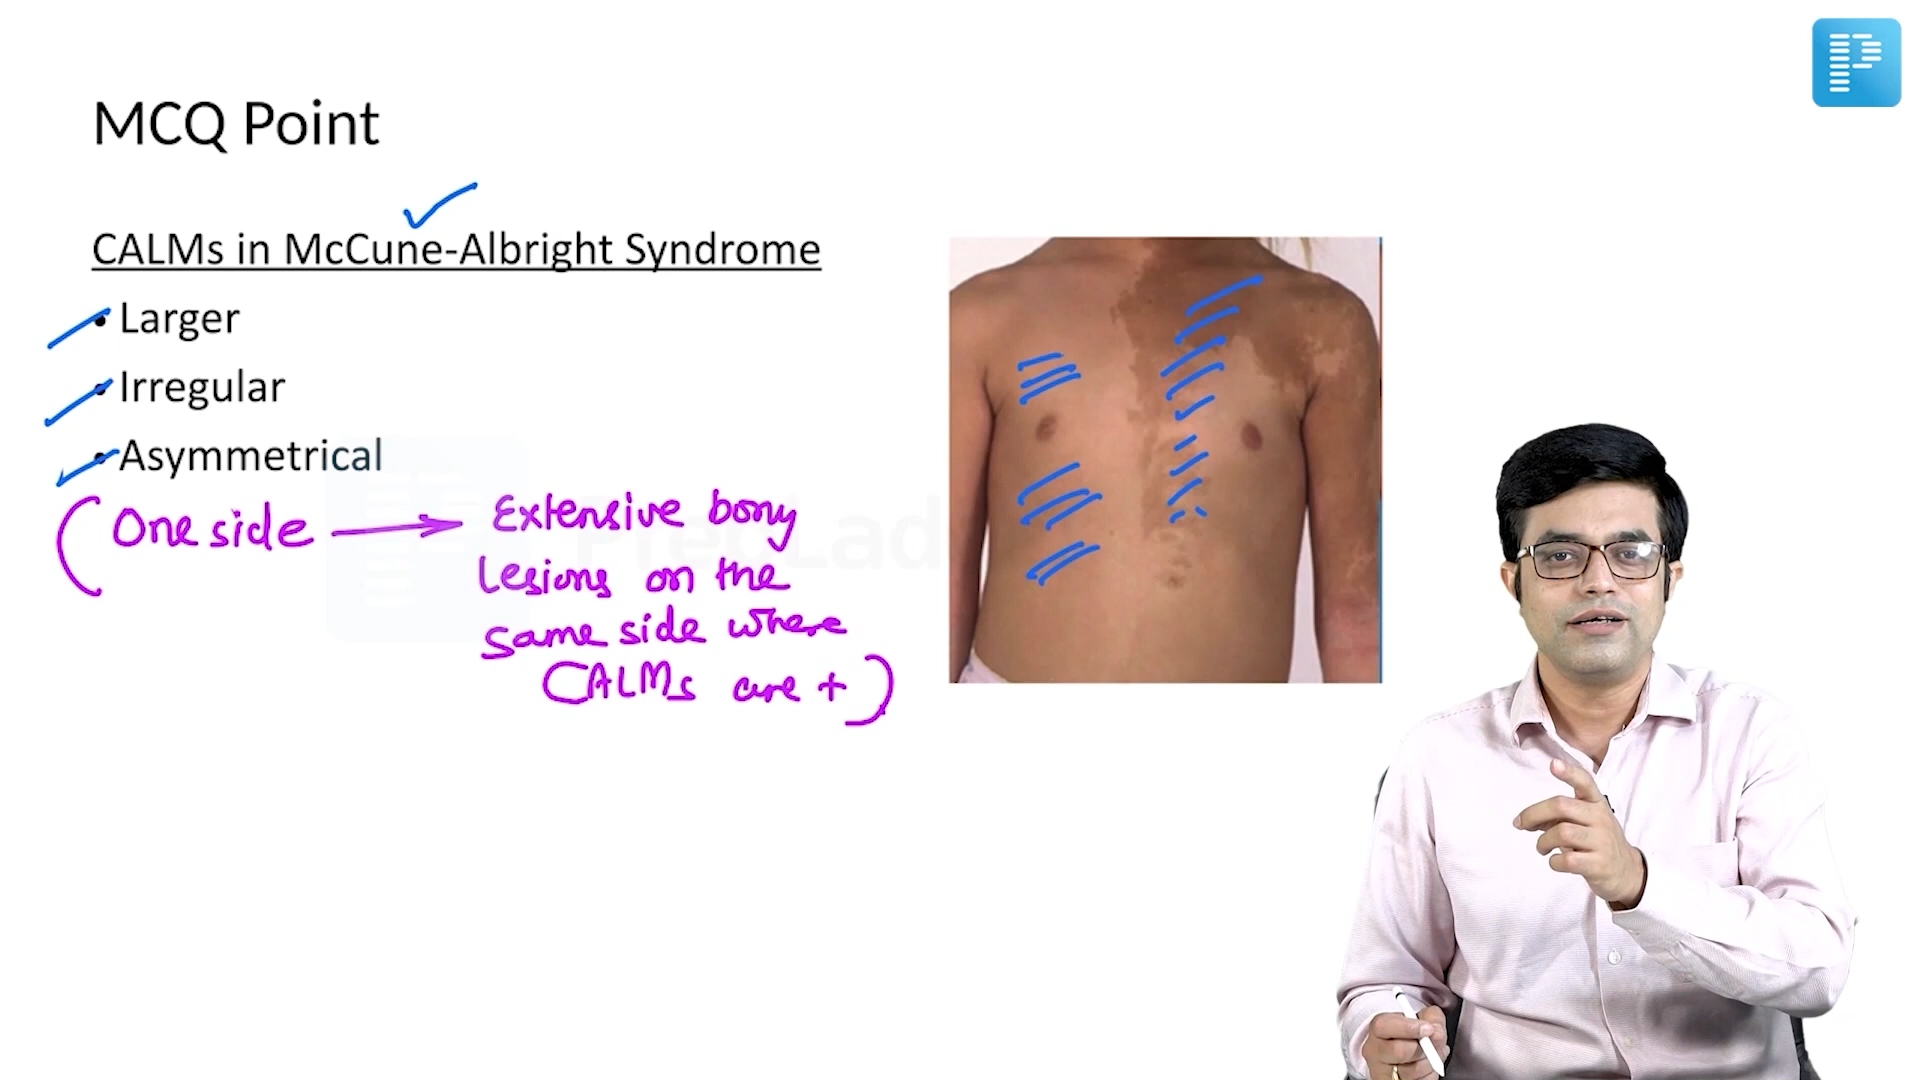 MCQ Point
CALMs in McCune-Albright Syndrome
• Larger
• Irregular
• Asymmetrical
(One side → Extensive bony
lesions on the
same side where
CALMs are +)
PrepLad